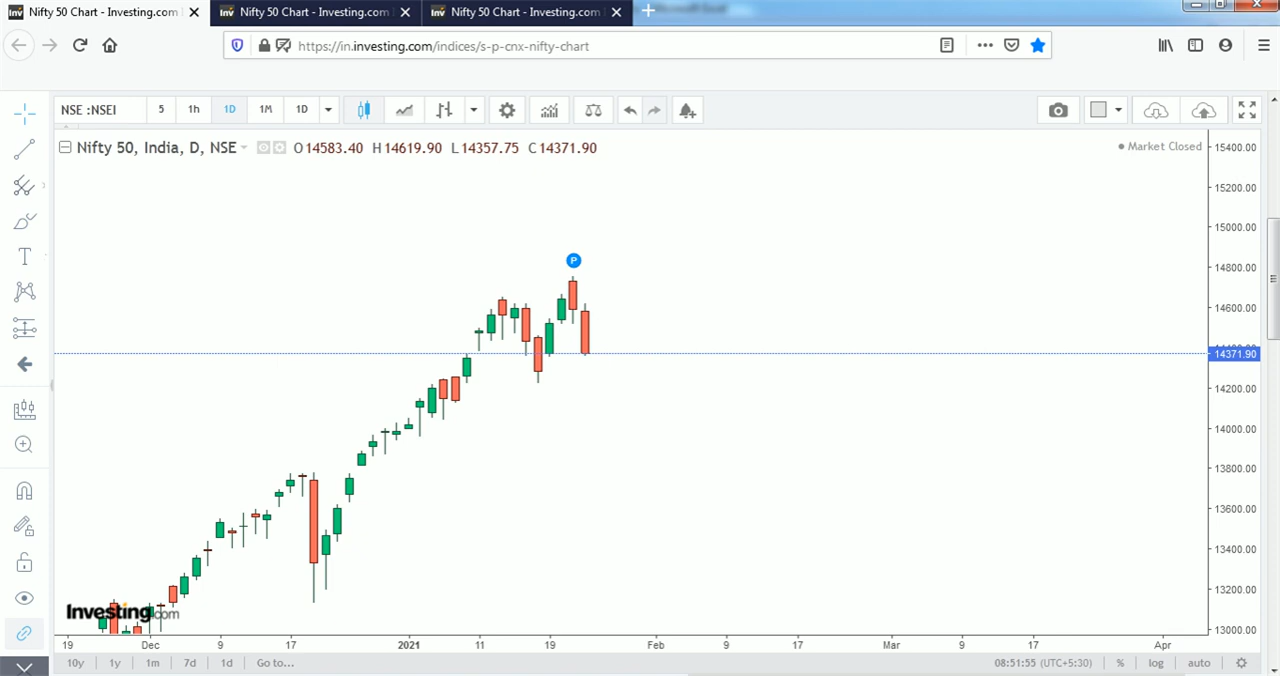 Nifty 50 Chart - Investing.com
Nifty 50 Chart - Investing.com
Nifty 50 Chart - Investing.com
https://in.investing.com/indices/s-p-cnx-nifty-chart
NSE :NSEI 5 1h 1D 1M 1D
Nifty 50, India, D, NSE O14583.40 H14619.90 L14357.75 C14371.90
Market Closed
15400.00
15200.00
15000.00
14800.00
14600.00
14371.90
14200.00
14000.00
13800.00
13600.00
13400.00
13200.00
13000.00
P
Investing.com
19 Dec 9 17 2021 11 19 Feb 9 17 Mar 9 17 Apr
10y 1y 1m 7d 1d Go to... 08:51:55 (UTC+5:30) % log auto